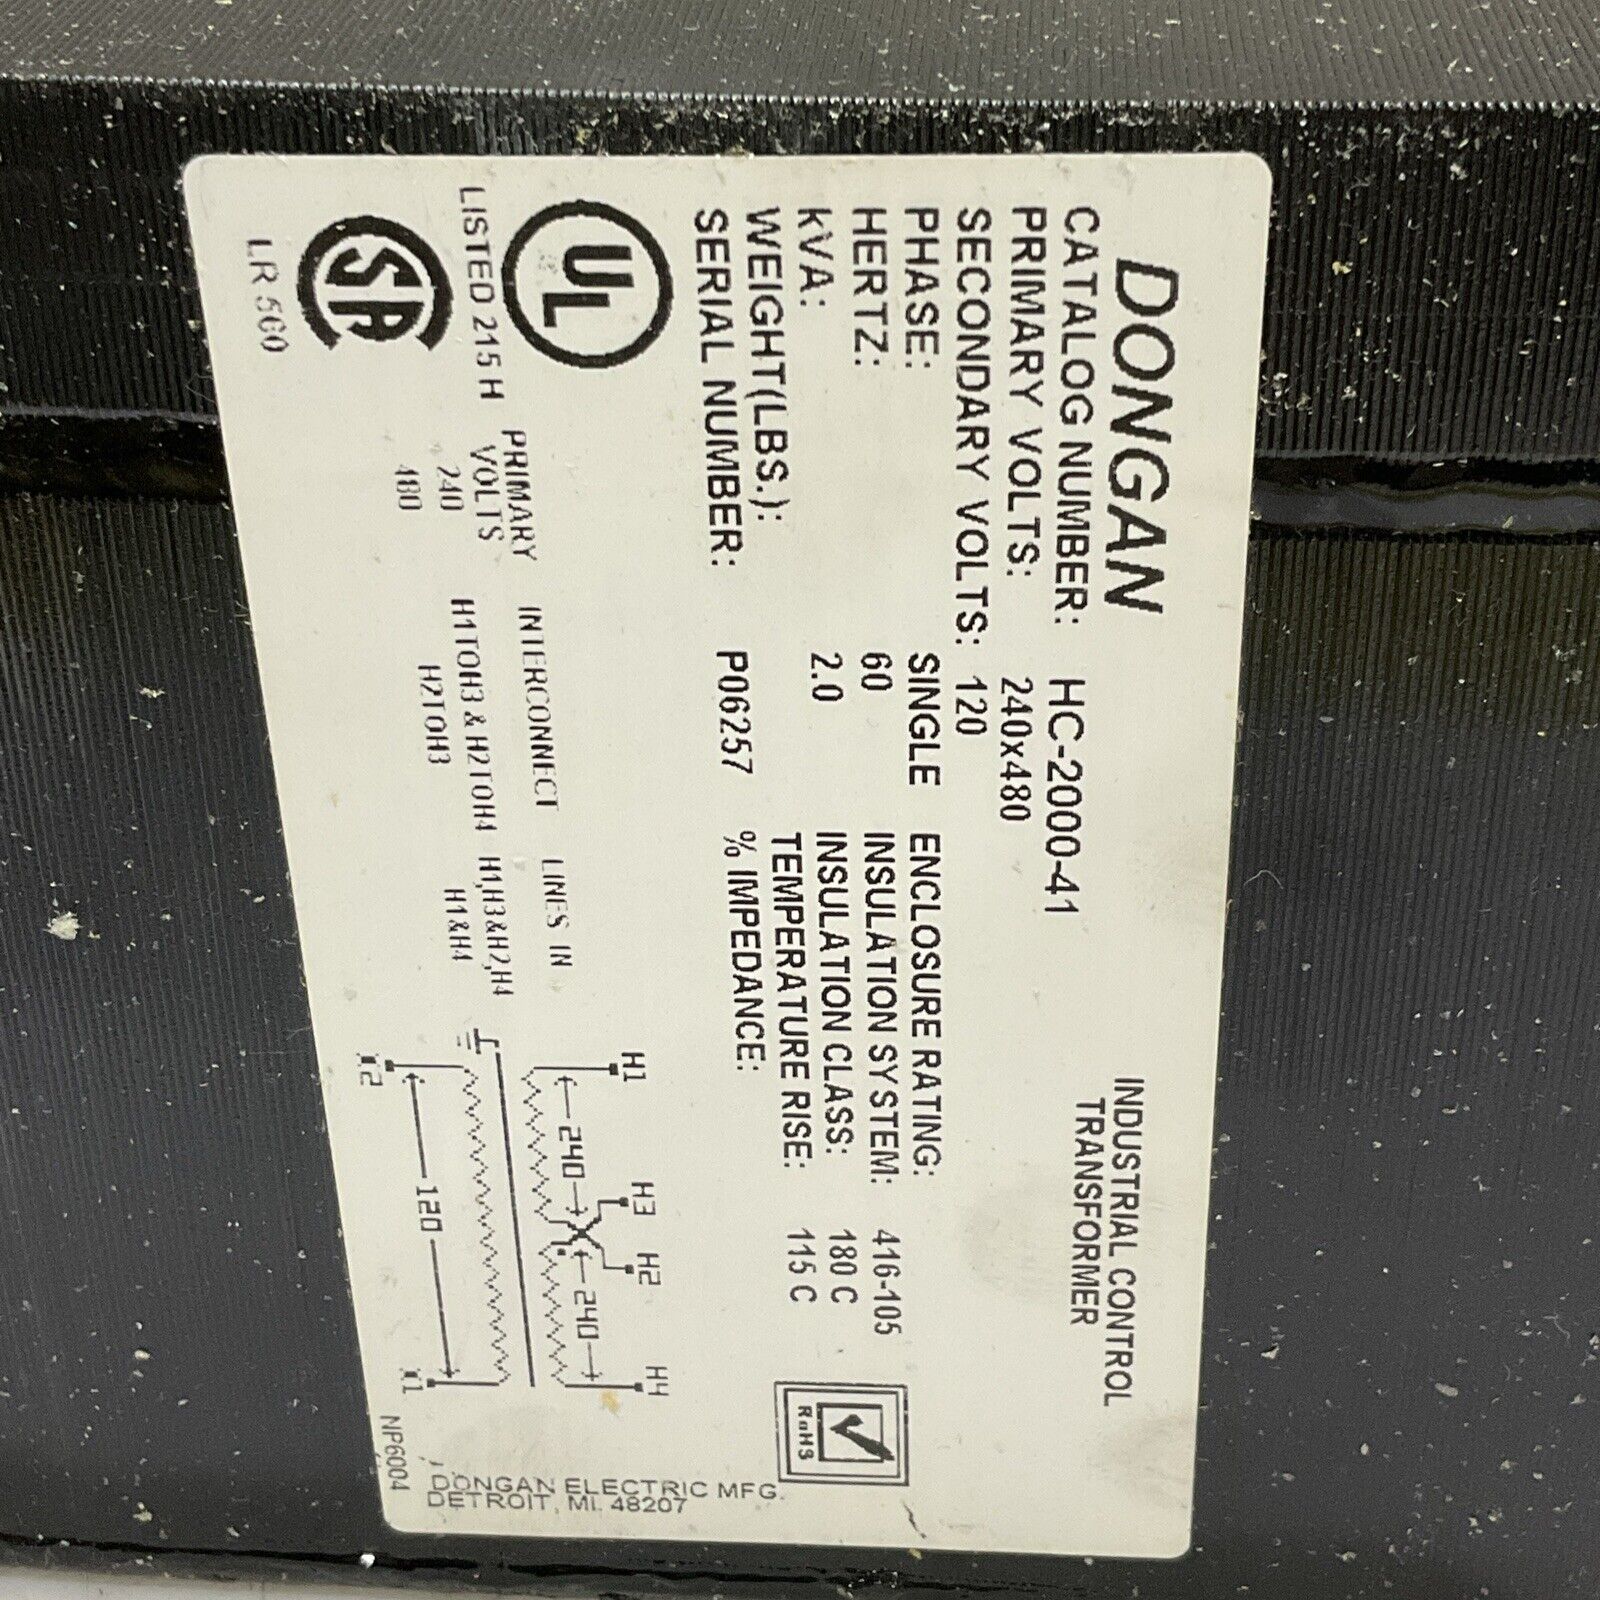 DONGAN
INDUSTRIAL CONTROL
TRANSFORMER
CATALOG NUMBER: HC-2000-41
PRIMARY VOLTS: 240x480
SECONDARY VOLTS: 120
PHASE: SINGLE ENCLOSURE RATING:
HERTZ: 60 INSULATION SYSTEM: 416-105
kVA: 2.0 INSULATION CLASS: 180 C
WEIGHT(LBS.): TEMPERATURE RISE: 115 C
SERIAL NUMBER: P06257 % IMPEDANCE:
RoHS
UL
LISTED 215 H
SA
LR 500
PRIMARY INTERCONNECT LINES IN
VOLTS
240 H1TOH3 & H2TOH4 H1,H3&H2,H4
480 H2TOH3 H1&H4
H1 H3 H2 H4
240 240
120
X2 X1
DONGAN ELECTRIC MFG.
DETROIT, MI. 48207
NP6004